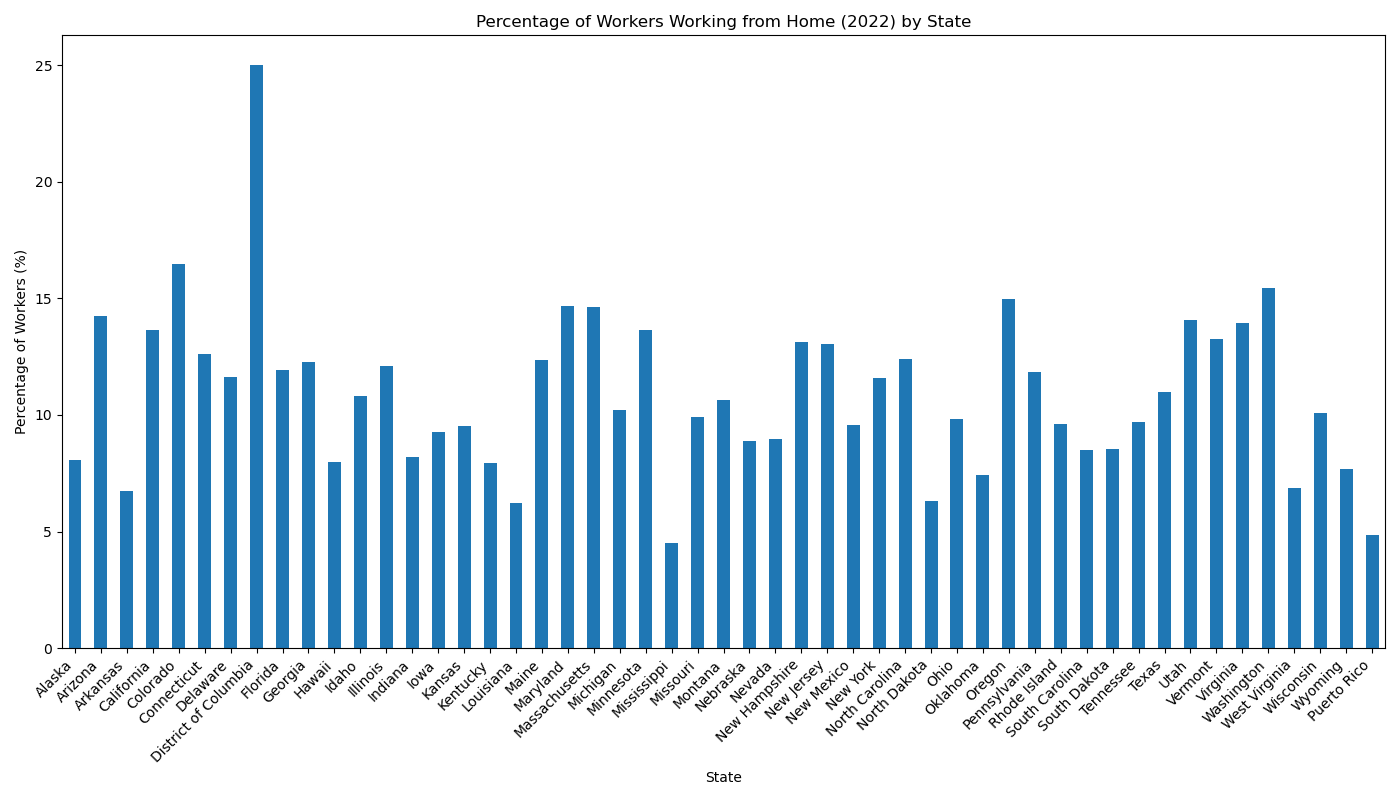 Percentage of Workers Working from Home (2022) by State
Percentage of Workers (%)
25
20
15
10
5
0
Alaska
Arizona
Arkansas
California
Colorado
Connecticut
Delaware
District of Columbia
Florida
Georgia
Hawaii
Idaho
Illinois
Indiana
Iowa
Kansas
Kentucky
Louisiana
Maine
Maryland
Massachusetts
Michigan
Minnesota
Mississippi
Missouri
Montana
Nebraska
Nevada
New Hampshire
New Jersey
New Mexico
New York
North Carolina
North Dakota
Ohio
Oklahoma
Oregon
Pennsylvania
Rhode Island
South Carolina
South Dakota
Tennessee
Texas
Utah
Vermont
Virginia
Washington
West Virginia
Wisconsin
Wyoming
Puerto Rico
State